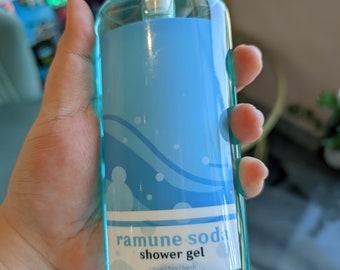 ramune soda
shower gel